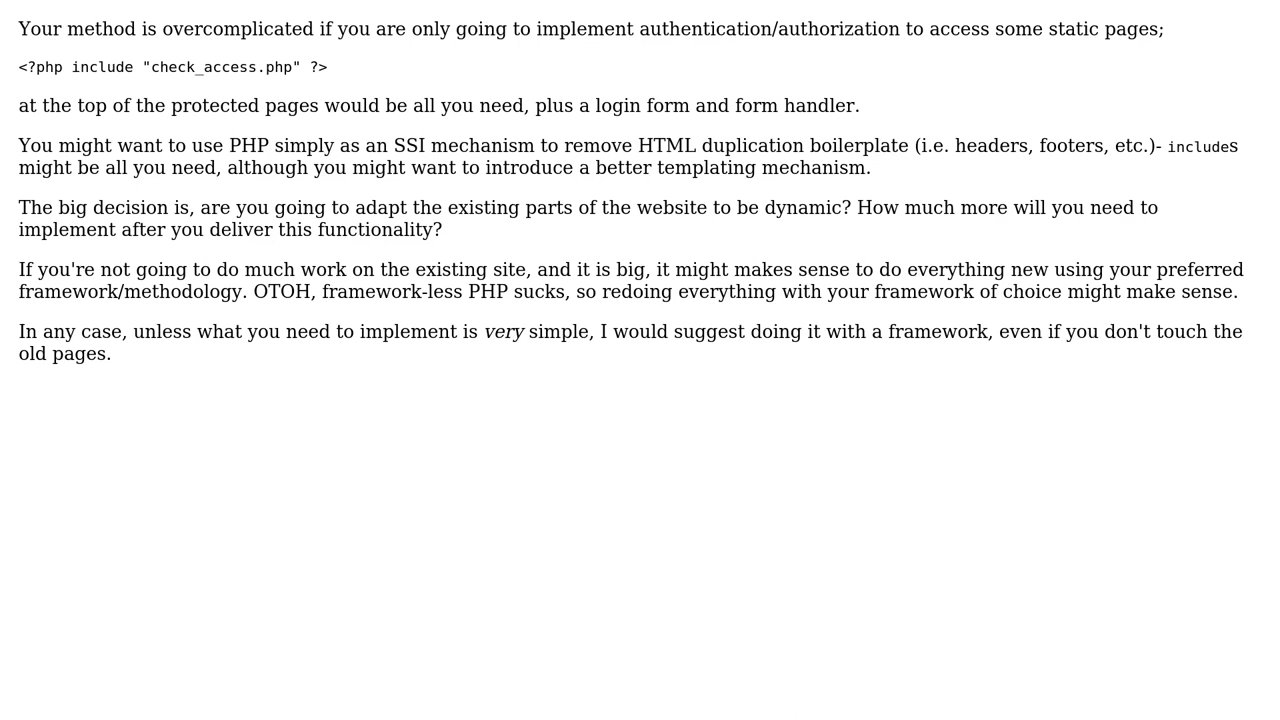 Your method is overcomplicated if you are only going to implement authentication/authorization to access some static pages;
<?php include "check_access.php" ?>
at the top of the protected pages would be all you need, plus a login form and form handler.
You might want to use PHP simply as an SSI mechanism to remove HTML duplication boilerplate (i.e. headers, footers, etc.)- includes
might be all you need, although you might want to introduce a better templating mechanism.
The big decision is, are you going to adapt the existing parts of the website to be dynamic? How much more will you need to
implement after you deliver this functionality?
If you're not going to do much work on the existing site, and it is big, it might makes sense to do everything new using your preferred
framework/methodology. OTOH, framework-less PHP sucks, so redoing everything with your framework of choice might make sense.
In any case, unless what you need to implement is very simple, I would suggest doing it with a framework, even if you don't touch the
old pages.